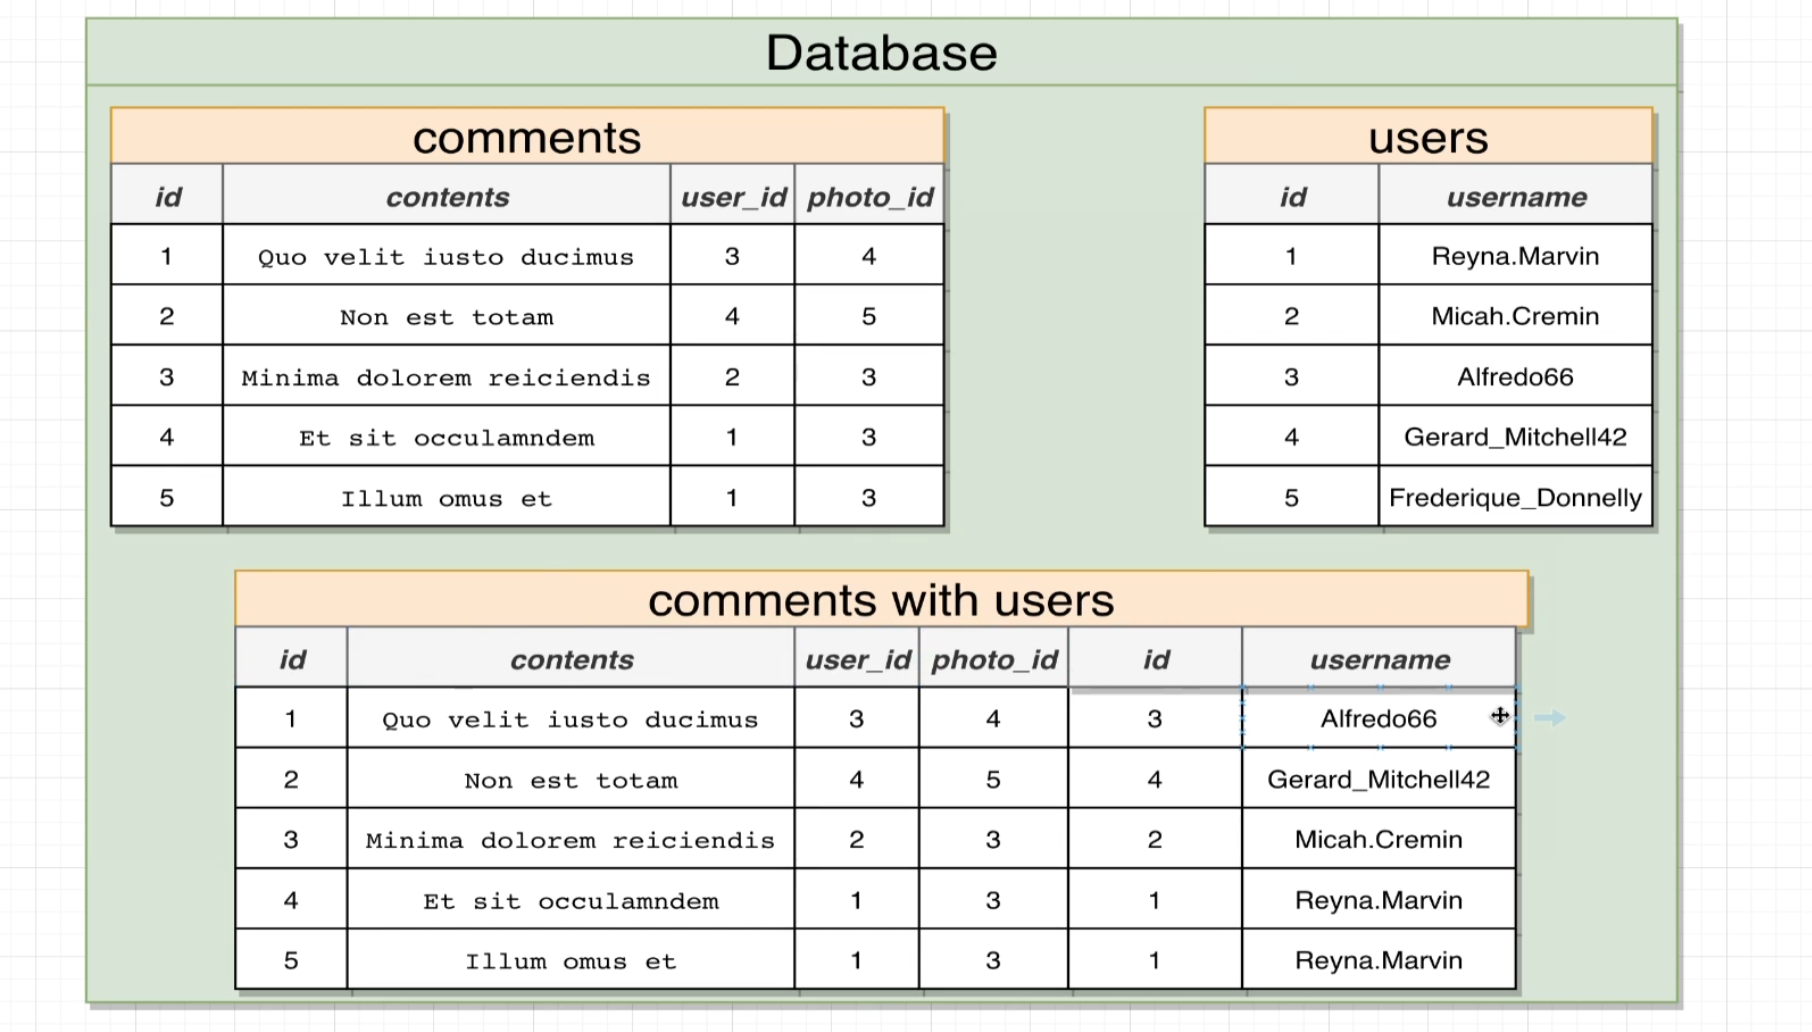 Database
comments
id contents user_id photo_id
1 Quo velit iusto ducimus 3 4
2 Non est totam 4 5
3 Minima dolorem reiciendis 2 3
4 Et sit occulamndem 1 3
5 Illum omus et 1 3
users
id username
1 Reyna.Marvin
2 Micah.Cremin
3 Alfredo66
4 Gerard_Mitchell42
5 Frederique_Donnelly
comments with users
id contents user_id photo_id id username
1 Quo velit iusto ducimus 3 4 3 Alfredo66
2 Non est totam 4 5 4 Gerard_Mitchell42
3 Minima dolorem reiciendis 2 3 2 Micah.Cremin
4 Et sit occulamndem 1 3 1 Reyna.Marvin
5 Illum omus et 1 3 1 Reyna.Marvin